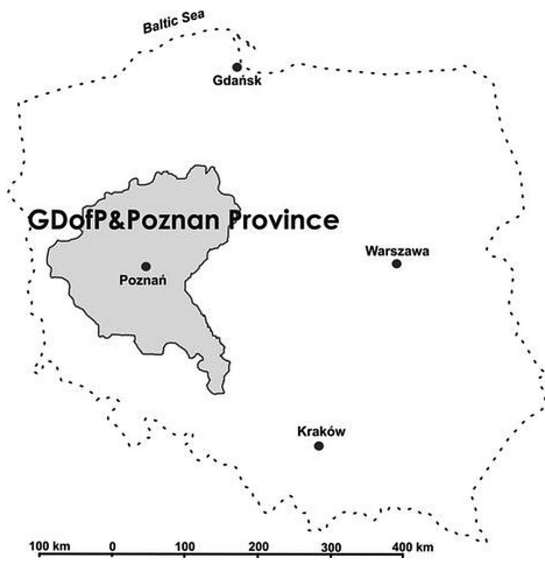 Baltic Sea
Gdańsk
GDofP&Poznan Province
Warszawa
Poznań
Kraków
100 km 0 100 200 300 400 km